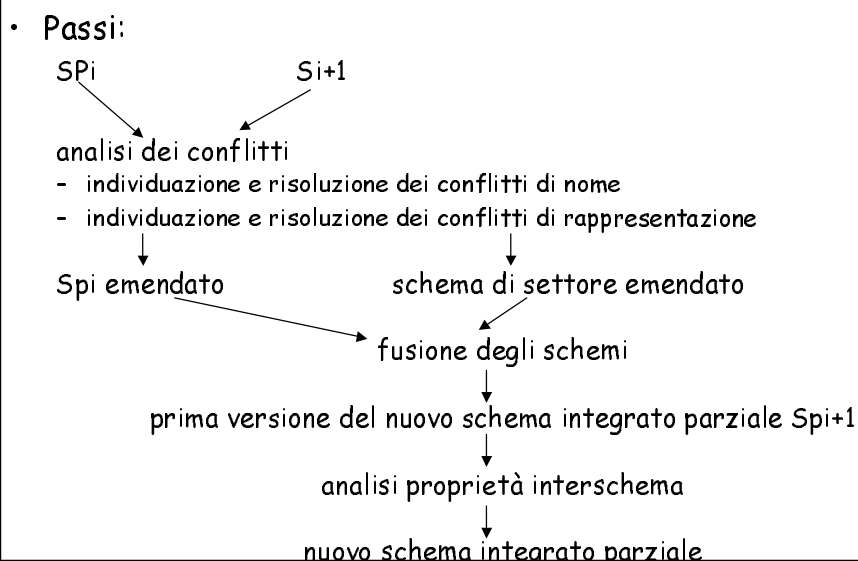 • Passi:
SPi Si+1
analisi dei conflitti
- individuazione e risoluzione dei conflitti di nome
- individuazione e risoluzione dei conflitti di rappresentazione
Spi emendato schema di settore emendato
fusione degli schemi
prima versione del nuovo schema integrato parziale Spi+1
analisi proprietà interschema
nuovo schema integrato parziale